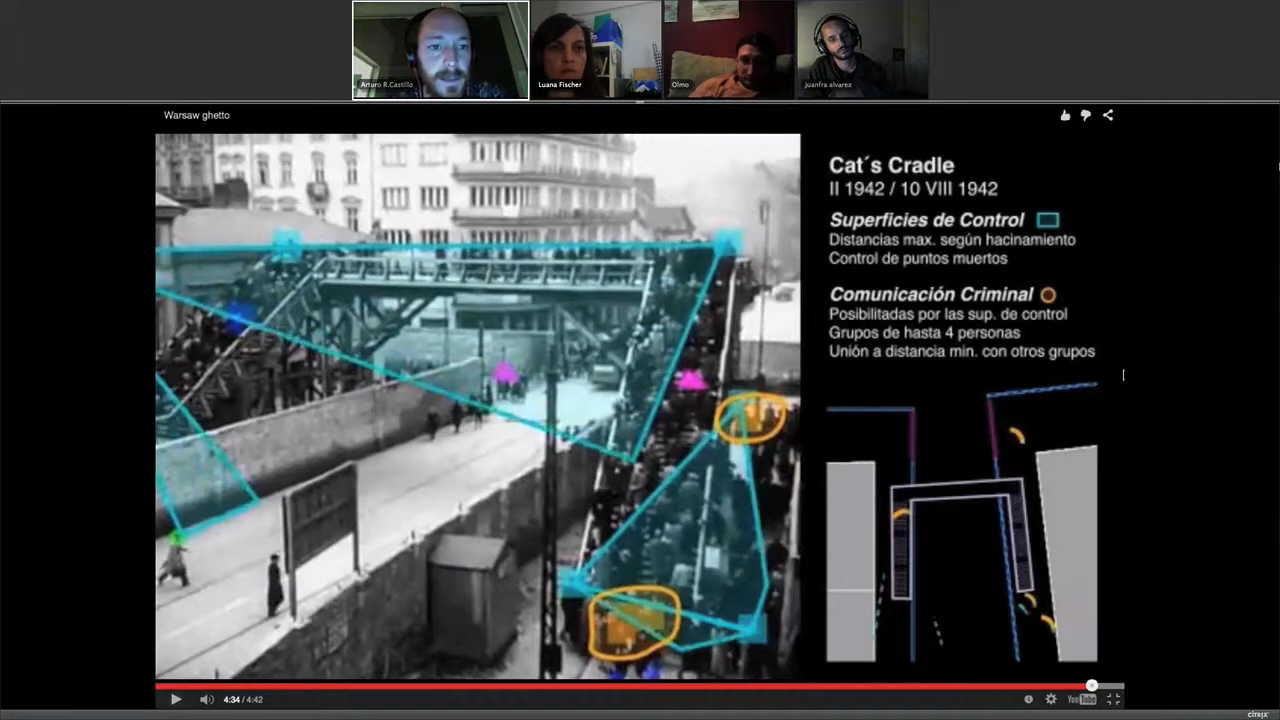 Arturo R.Castillo
Luana Fischer
Olmo
juanfra alvarez
Warsaw ghetto
Cat´s Cradle
II 1942 / 10 VIII 1942
Superficies de Control
Distancias max. según hacinamiento
Control de puntos muertos
Comunicación Criminal
Posibilitadas por las sup. de control
Grupos de hasta 4 personas
Unión a distancia min. con otros grupos
4:34 / 4:42
YouTube
CITRIX